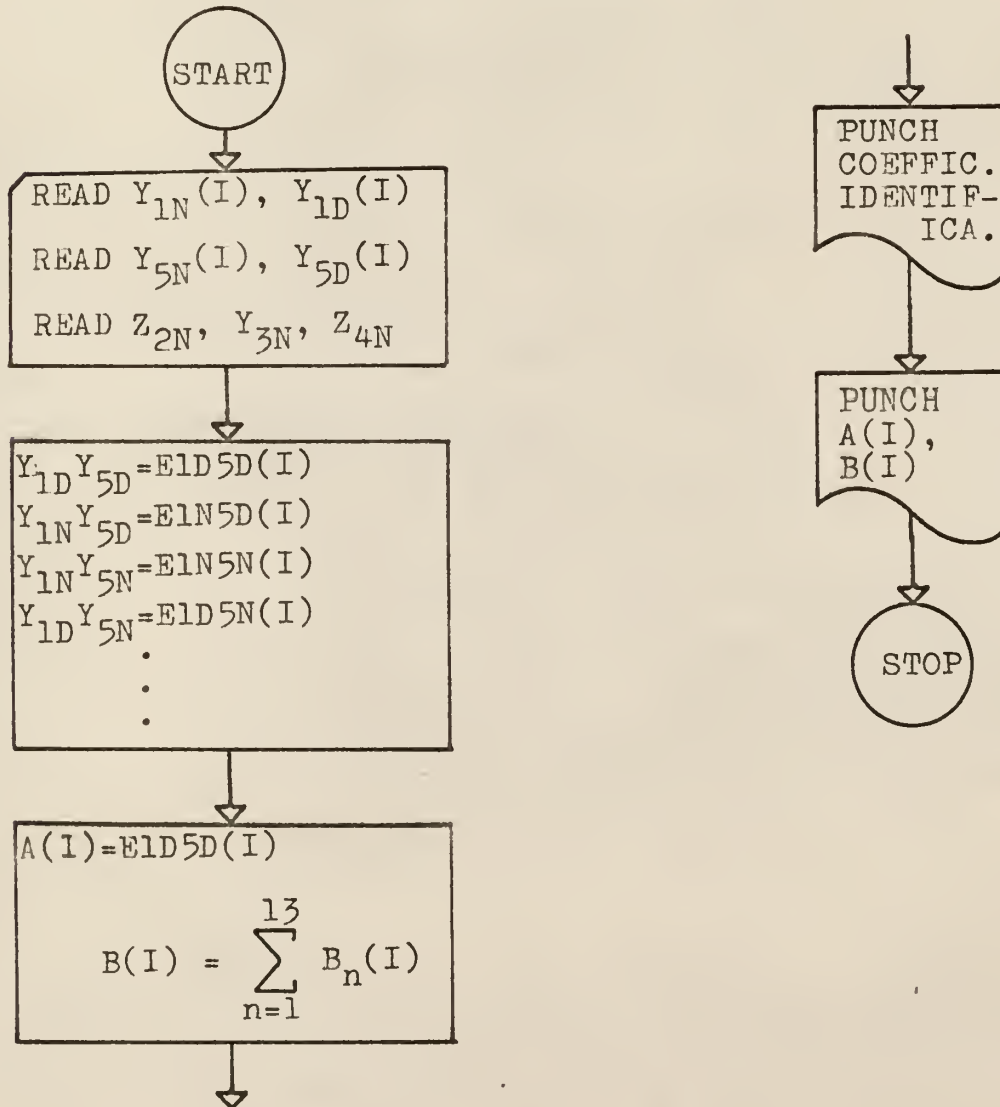 START
READ Y1N(I), Y1D(I)
READ Y5N(I), Y5D(I)
READ Z2N, Y3N, Z4N
Y1DY5D=E1D5D(I)
Y1NY5D=E1N5D(I)
Y1NY5N=E1N5N(I)
Y1DY5N=E1D5N(I)
.
.
.
A(I)=E1D5D(I)
13
B(I) = ∑ Bn(I)
n=1
PUNCH
COEFFIC.
IDENTIF-
ICA.
PUNCH
A(I),
B(I)
STOP